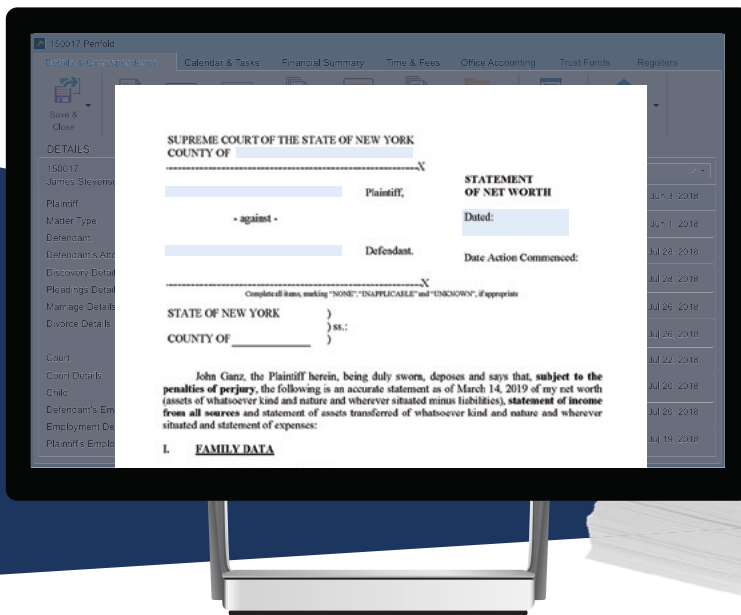 150017 Penfold
Details & Correspondence Calendar & Tasks Financial Summary Time & Fees Office Accounting Trust Funds Registers
Save &
Close
DETAILS
150017
James Stevens
Plaintiff
Matter Type
Defendant
Defendant's Atto
Discovery Detail
Pleadings Detail
Marriage Details
Divorce Details
Court
Court Details
Child
Defendant's Em
Employment De
Plaintiff's Emplo
SUPREME COURT OF THE STATE OF NEW YORK
COUNTY OF
-X
Plaintiff,
- against -
Defendant.
-X
STATEMENT
OF NET WORTH
Dated:
Date Action Commenced:
Complete all items, marking "NONE", "INAPPLICABLE" and "UNKNOWN", if appropriate
STATE OF NEW YORK )
) ss.:
COUNTY OF )
John Ganz, the Plaintiff herein, being duly sworn, deposes and says that, subject to the
penalties of perjury, the following is an accurate statement as of March 14, 2019 of my net worth
(assets of whatsoever kind and nature and wherever situated minus liabilities), statement of income
from all sources and statement of assets transferred of whatsoever kind and nature and wherever
situated and statement of expenses:
I. FAMILY DATA
Jun 3, 2018
Jun 1, 2018
Jul 28, 2018
Jul 28, 2018
Jul 26, 2018
Jul 26, 2018
Jul 22, 2018
Jul 20, 2018
Jul 20, 2018
Jul 19, 2018